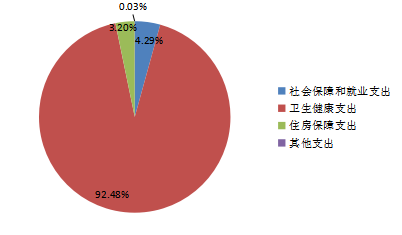 0.03%
3.20%
4.29%
社会保障和就业支出
卫生健康支出
住房保障支出
其他支出
92.48%